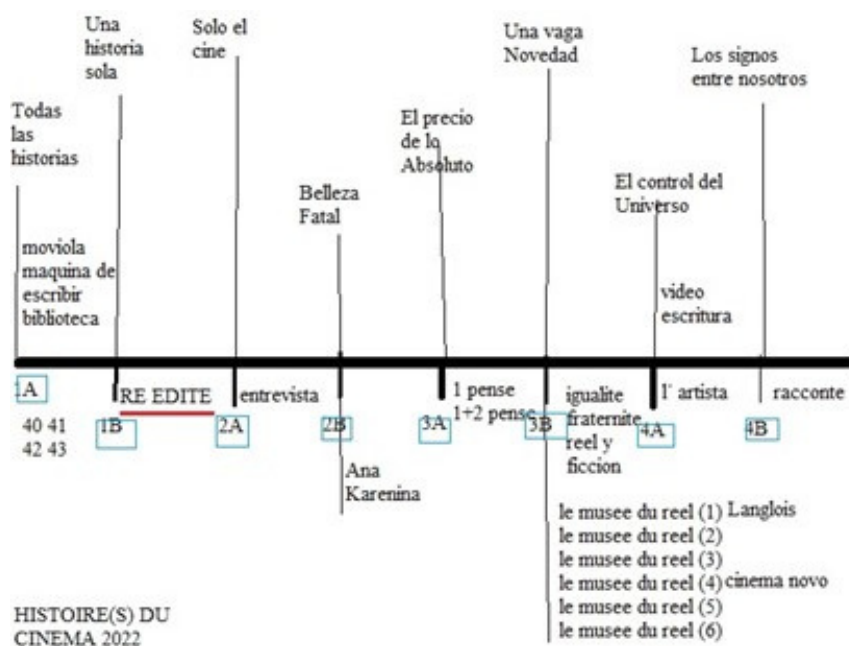 Todas
las
historias
Una
historia
sola
Solo el
cine
Belleza
Fatal
El precio
de lo
Absoluto
Una vaga
Novedad
El control del
Universo
Los signos
entre nosotros
moviola
maquina de
escribir
biblioteca
video
escritura
1A
40 41
42 43
1B
RE EDITE
2A
entrevista
2B
Ana
Karenina
3A
1 pense
1+2 pense
3B
igualite
fraternite
reel y
ficcion
4A
l' artista
4B
racconte
le musee du reel (1) Langlois
le musee du reel (2)
le musee du reel (3)
le musee du reel (4) cinema novo
le musee du reel (5)
le musee du reel (6)
HISTOIRE(S) DU
CINEMA 2022